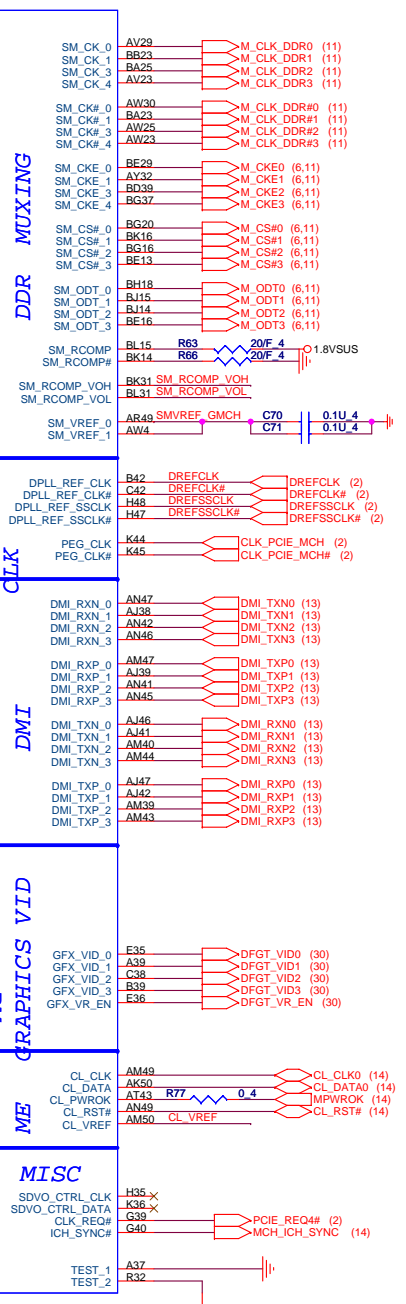 DDR MUXING
SM_CK_0 AV29 M_CLK_DDR0 (11)
SM_CK_1 BB23 M_CLK_DDR1 (11)
SM_CK_3 BA25 M_CLK_DDR2 (11)
SM_CK_4 AV23 M_CLK_DDR3 (11)
SM_CK#_0 AW30 M_CLK_DDR#0 (11)
SM_CK#_1 BA23 M_CLK_DDR#1 (11)
SM_CK#_3 AW25 M_CLK_DDR#2 (11)
SM_CK#_4 AW23 M_CLK_DDR#3 (11)
SM_CKE_0 BE29 M_CKE0 (6,11)
SM_CKE_1 AY32 M_CKE1 (6,11)
SM_CKE_3 BD39 M_CKE2 (6,11)
SM_CKE_4 BG37 M_CKE3 (6,11)
SM_CS#_0 BG20 M_CS#0 (6,11)
SM_CS#_1 BK16 M_CS#1 (6,11)
SM_CS#_2 BG16 M_CS#2 (6,11)
SM_CS#_3 BE13 M_CS#3 (6,11)
SM_ODT_0 BH18 M_ODT0 (6,11)
SM_ODT_1 BJ15 M_ODT1 (6,11)
SM_ODT_2 BJ14 M_ODT2 (6,11)
SM_ODT_3 BE16 M_ODT3 (6,11)
SM_RCOMP BL15 R63 20/F_4 1.8VSUS
SM_RCOMP# BK14 R66 20/F_4
SM_RCOMP_VOH BK31 SM_RCOMP_VOH
SM_RCOMP_VOL BL31 SM_RCOMP_VOL
SM_VREF_0 AR49 SMVREF_GMCH C70 0.1U_4
SM_VREF_1 AW4 C71 0.1U_4
CLK
DPLL_REF_CLK B42 DREFCLK DREFCLK (2)
DPLL_REF_CLK# C42 DREFCLK# DREFCLK# (2)
DPLL_REF_SSCLK H48 DREFSSCLK DREFSSCLK (2)
DPLL_REF_SSCLK# H47 DREFSSCLK# DREFSSCLK# (2)
PEG_CLK K44 CLK_PCIE_MCH (2)
PEG_CLK# K45 CLK_PCIE_MCH# (2)
DMI
DMI_RXN_0 AN47 DMI_TXN0 (13)
DMI_RXN_1 AJ38 DMI_TXN1 (13)
DMI_RXN_2 AN42 DMI_TXN2 (13)
DMI_RXN_3 AN46 DMI_TXN3 (13)
DMI_RXP_0 AM47 DMI_TXP0 (13)
DMI_RXP_1 AJ39 DMI_TXP1 (13)
DMI_RXP_2 AN41 DMI_TXP2 (13)
DMI_RXP_3 AN45 DMI_TXP3 (13)
DMI_TXN_0 AJ46 DMI_RXN0 (13)
DMI_TXN_1 AJ41 DMI_RXN1 (13)
DMI_TXN_2 AM40 DMI_RXN2 (13)
DMI_TXN_3 AM44 DMI_RXN3 (13)
DMI_TXP_0 AJ47 DMI_RXP0 (13)
DMI_TXP_1 AJ42 DMI_RXP1 (13)
DMI_TXP_2 AM39 DMI_RXP2 (13)
DMI_TXP_3 AM43 DMI_RXP3 (13)
GRAPHICS VID
GFX_VID_0 E35 DFGT_VID0 (30)
GFX_VID_1 A39 DFGT_VID1 (30)
GFX_VID_2 C38 DFGT_VID2 (30)
GFX_VID_3 B39 DFGT_VID3 (30)
GFX_VR_EN E36 DFGT_VR_EN (30)
ME
CL_CLK AM49 CL_CLK0 (14)
CL_DATA AK50 CL_DATA0 (14)
CL_PWROK AT43 R77 0_4 MPWROK (14)
CL_RST# AN49 CL_RST# (14)
CL_VREF AM50 CL_VREF
MISC
SDVO_CTRL_CLK H35
SDVO_CTRL_DATA K36
CLK_REQ# G39 PCIE_REQ4# (2)
ICH_SYNC# G40 MCH_ICH_SYNC (14)
TEST_1 A37
TEST_2 R32